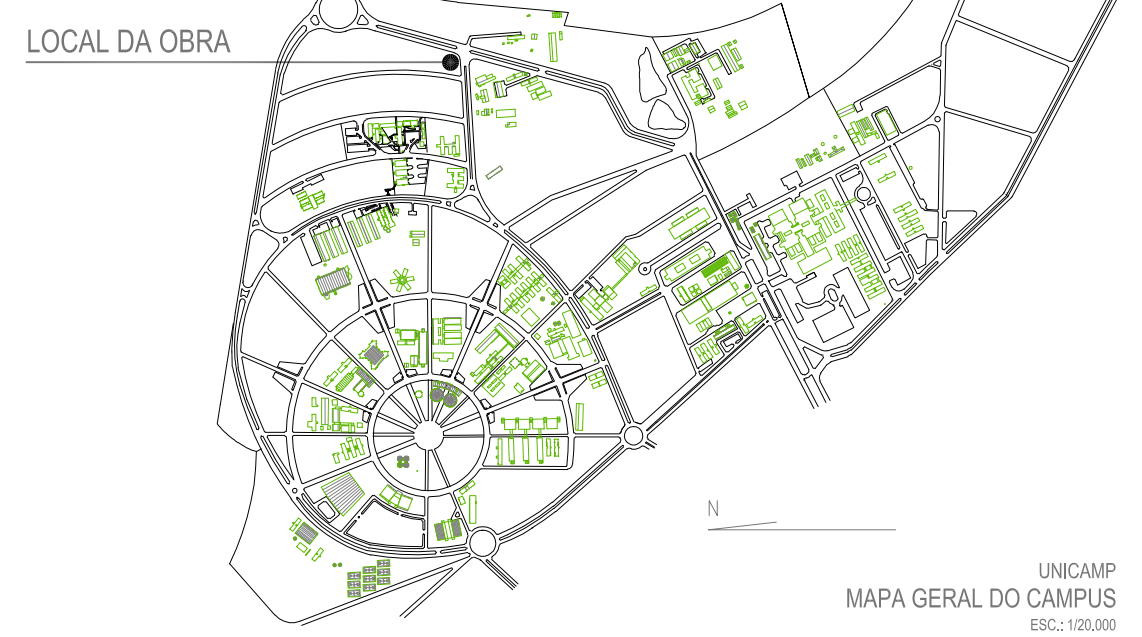 LOCAL DA OBRA
N
UNICAMP
MAPA GERAL DO CAMPUS
ESC.: 1/20.000